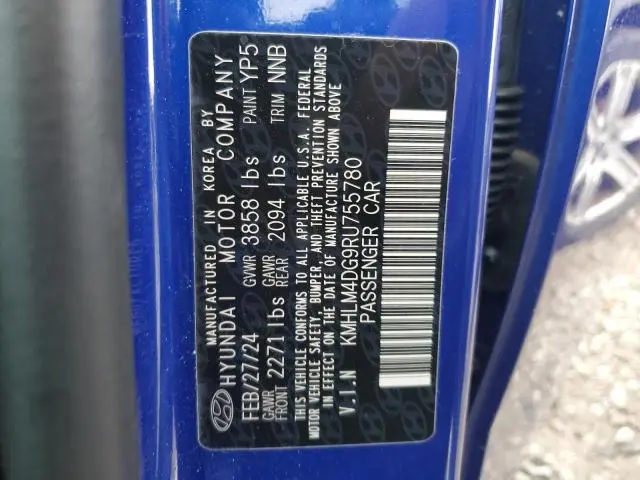 MANUFACTURED IN KOREA BY
HYUNDAI MOTOR COMPANY
FEB/27/24 GVWR 3858 lbs PAINT YP5
GAWR FRONT 2271 lbs GAWR REAR 2094 lbs TRIM NNB
THIS VEHICLE CONFORMS TO ALL APPLICABLE U.S.A. FEDERAL
MOTOR VEHICLE SAFETY, BUMPER, AND THEFT PREVENTION STANDARDS
IN EFFECT ON THE DATE OF MANUFACTURE SHOWN ABOVE
V.I.N KMHLM4DG9RU755780
PASSENGER CAR